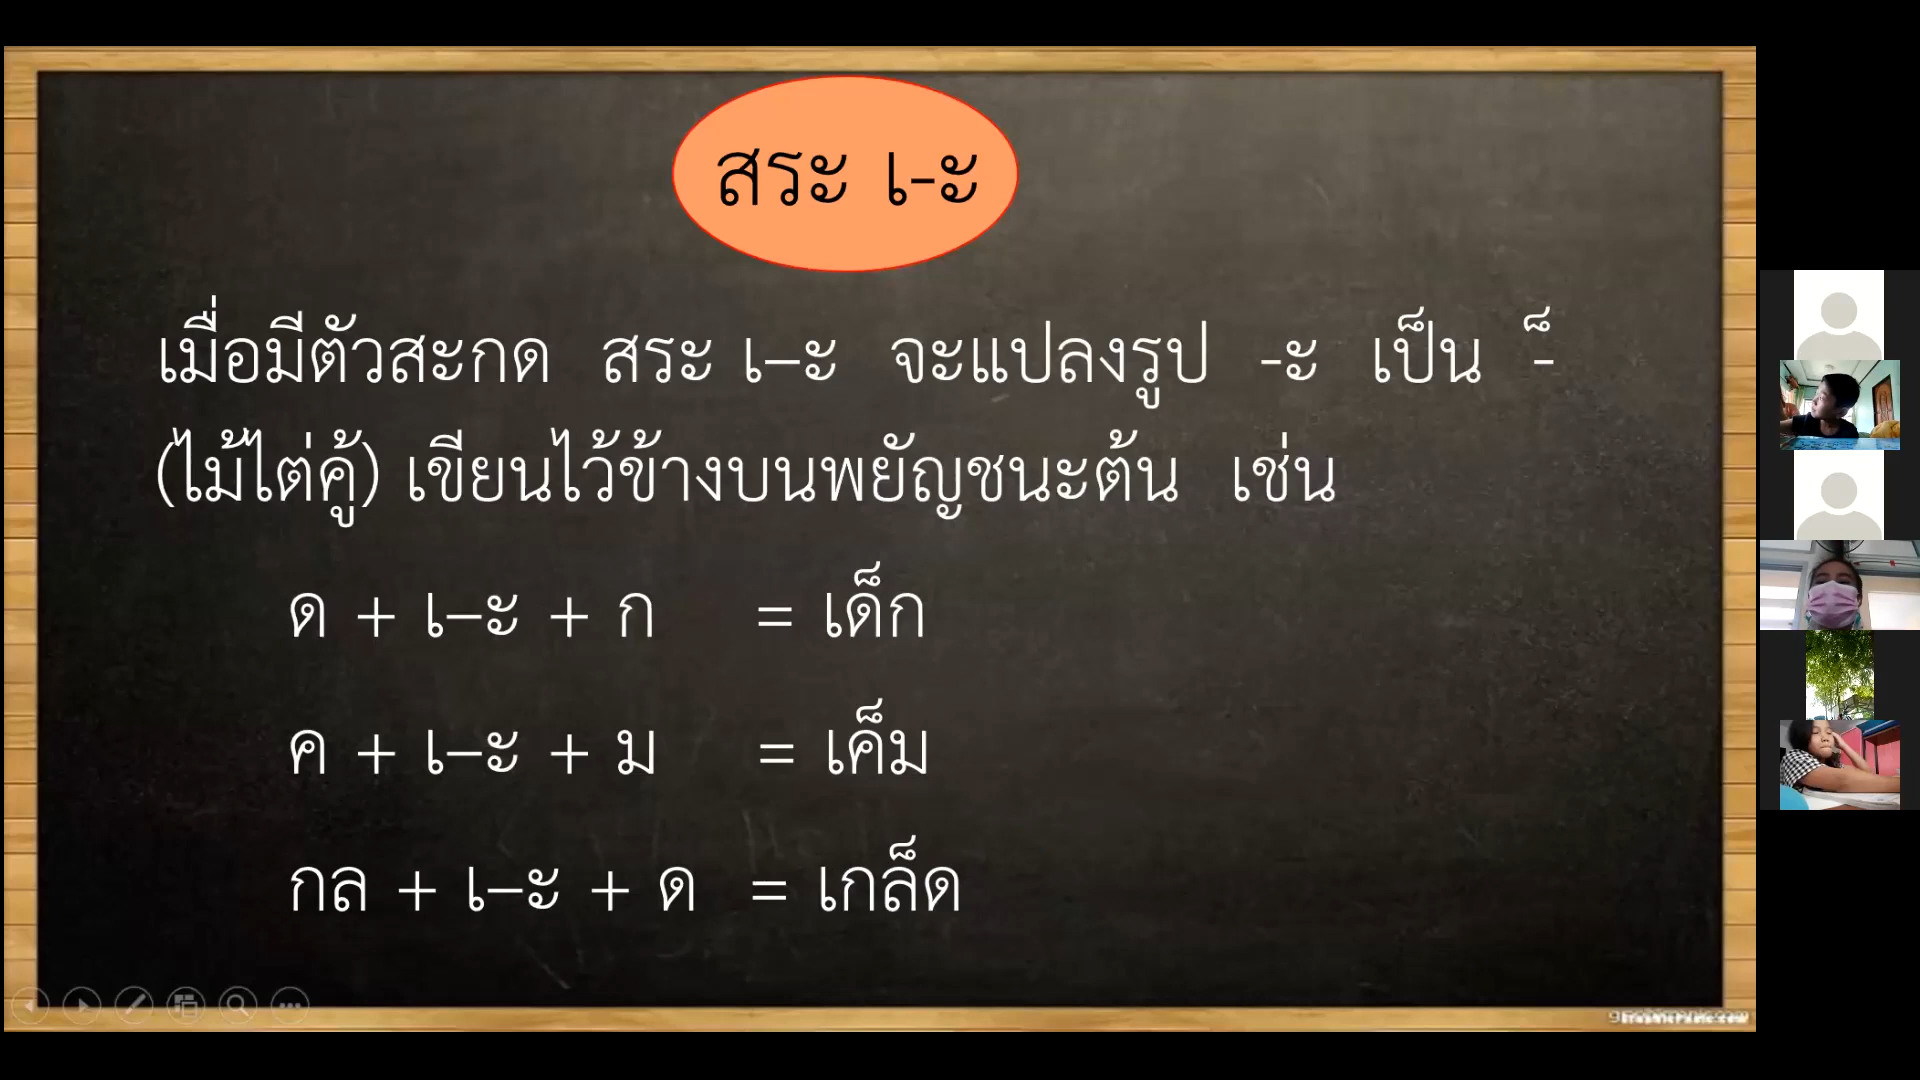 สระ เ-ะ
เมื่อมีตัวสะกด สระ เ–ะ จะแปลงรูป -ะ เป็น -็
(ไม้ไต่คู้) เขียนไว้ข้างบนพยัญชนะต้น เช่น
ด + เ–ะ + ก = เด็ก
ค + เ–ะ + ม = เค็ม
กล + เ–ะ + ด = เกล็ด